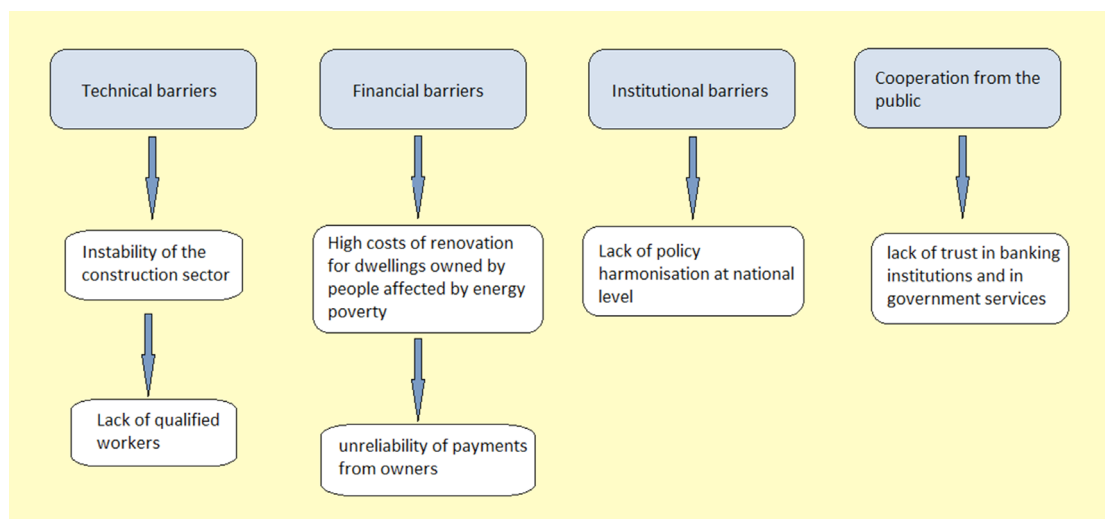 Technical barriers
Instability of the
construction sector
Lack of qualified
workers
Financial barriers
High costs of renovation
for dwellings owned by
people affected by energy
poverty
unreliability of payments
from owners
Institutional barriers
Lack of policy
harmonisation at national
level
Cooperation from the
public
lack of trust in banking
institutions and in
government services